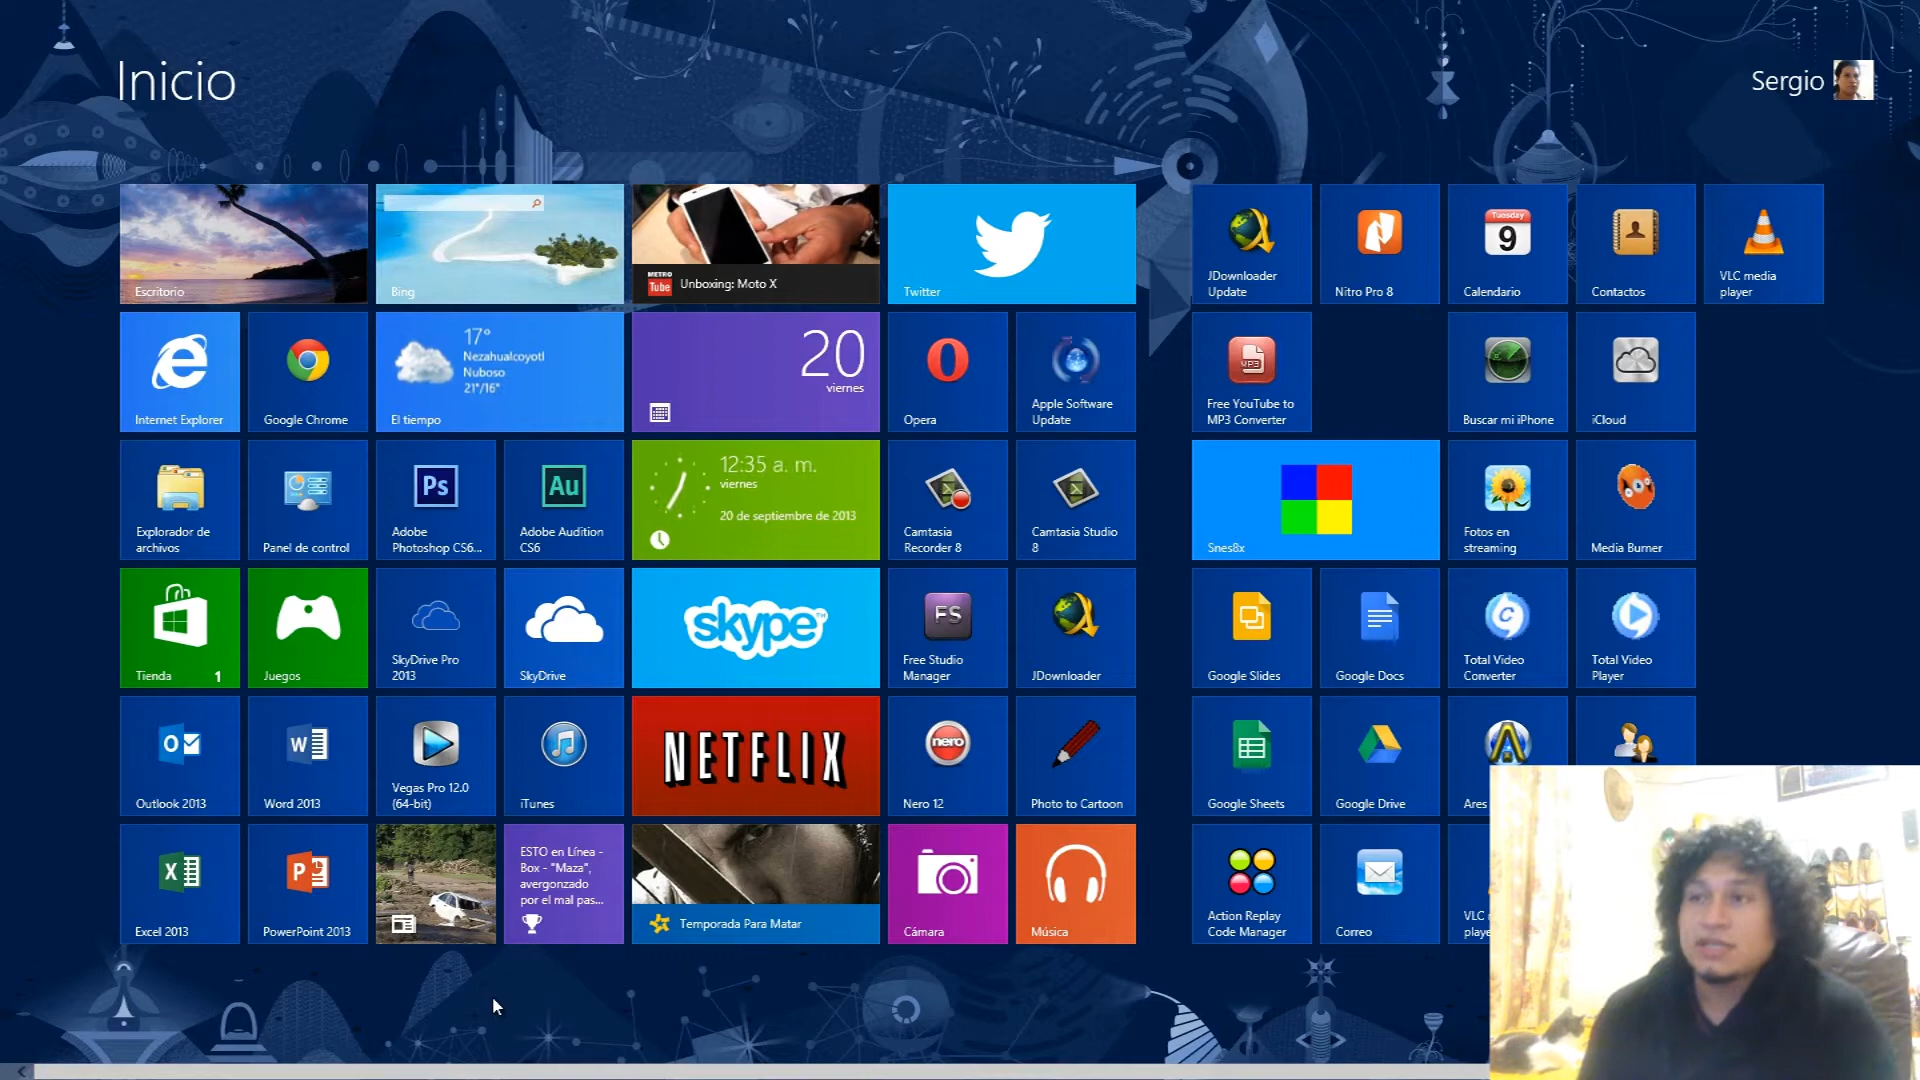 Inicio
Sergio
Escritorio
Bing
METRO
Tube
Unboxing: Moto X
Twitter
JDownloader
Update
Nitro Pro 8
Tuesday
9
Calendario
Contactos
VLC media
player
Internet Explorer
Google Chrome
17°
Nezahualcoyotl
Nuboso
21°/16°
El tiempo
20
viernes
Opera
Apple Software
Update
MP3
Free YouTube to
MP3 Converter
Buscar mi iPhone
iCloud
Explorador de
archivos
Panel de control
Ps
Adobe
Photoshop CS6...
Au
Adobe Audition
CS6
12:35 a. m.
viernes
20 de septiembre de 2013
Camtasia
Recorder 8
Camtasia Studio
8
Snes8x
Fotos en
streaming
Media Burner
Tienda
1
Juegos
SkyDrive Pro
2013
SkyDrive
skype™
FS
Free Studio
Manager
JDownloader
Google Slides
Google Docs
Total Video
Converter
Total Video
Player
Outlook 2013
Word 2013
Vegas Pro 12.0
(64-bit)
iTunes
NETFLIX
nero
Nero 12
Photo to Cartoon
Google Sheets
Google Drive
Ares
Excel 2013
PowerPoint 2013
ESTO en Línea -
Box - "Maza",
avergonzado
por el mal pas...
Temporada Para Matar
Cámara
Música
Action Replay
Code Manager
Correo
VLC
playe